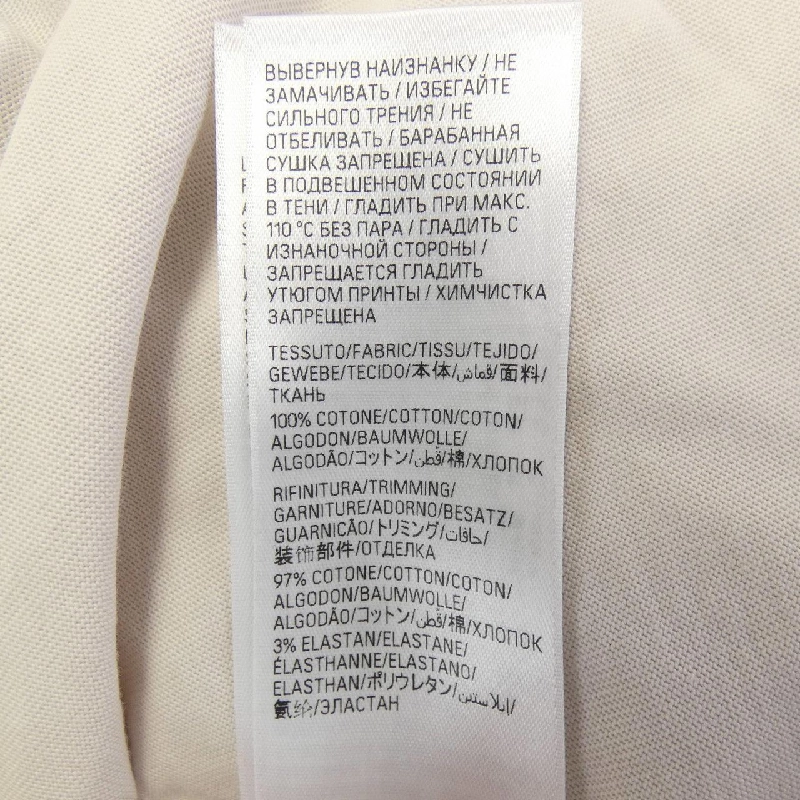 ВЫВЕРНУВ НАИЗНАНКУ / НЕ
ЗАМАЧИВАТЬ / ИЗБЕГАЙТЕ
СИЛЬНОГО ТРЕНИЯ / НЕ
ОТБЕЛИВАТЬ / БАРАБАННАЯ
СУШКА ЗАПРЕЩЕНА / СУШИТЬ
В ПОДВЕШЕННОМ СОСТОЯНИИ
В ТЕНИ / ГЛАДИТЬ ПРИ МАКС.
110 °C БЕЗ ПАРА / ГЛАДИТЬ С
ИЗНАНОЧНОЙ СТОРОНЫ /
ЗАПРЕЩАЕТСЯ ГЛАДИТЬ
УТЮГОМ ПРИНТЫ / ХИМЧИСТКА
ЗАПРЕЩЕНА
TESSUTO/FABRIC/TISSU/TEJIDO/
GEWEBE/TECIDO/本体/قماش/面料/
ТКАНЬ
100% COTONE/COTTON/COTON/
ALGODON/BAUMWOLLE/
ALGODÃO/コットン/قطن/棉/ХЛОПОК
RIFINITURA/TRIMMING/
GARNITURE/ADORNO/BESATZ/
GUARNICÃO/トリミング/حافات/
装饰部件/ОТДЕЛКА
97% COTONE/COTTON/COTON/
ALGODON/BAUMWOLLE/
ALGODÃO/コットン/قطن/棉/ХЛОПОК
3% ELASTAN/ELASTANE/
ÉLASTHANNE/ELASTANO/
ELASTHAN/ポリウレタン/إيلاستين/
氨纶/ЭЛАСТАН